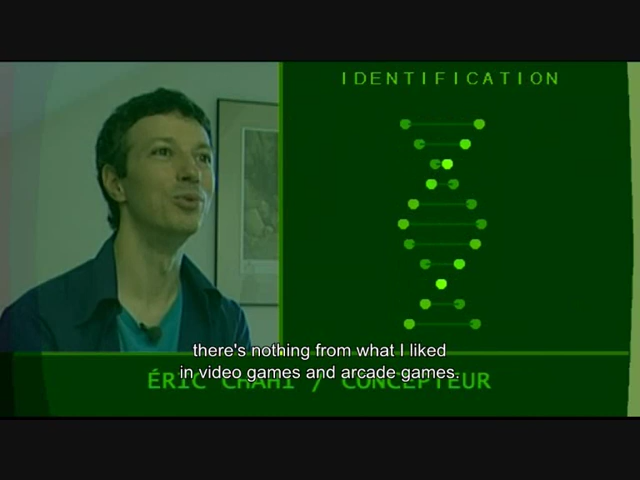 IDENTIFICATION
there's nothing from what I liked
in video games and arcade games.
ÉRIC CHAHI / CONCEPTEUR